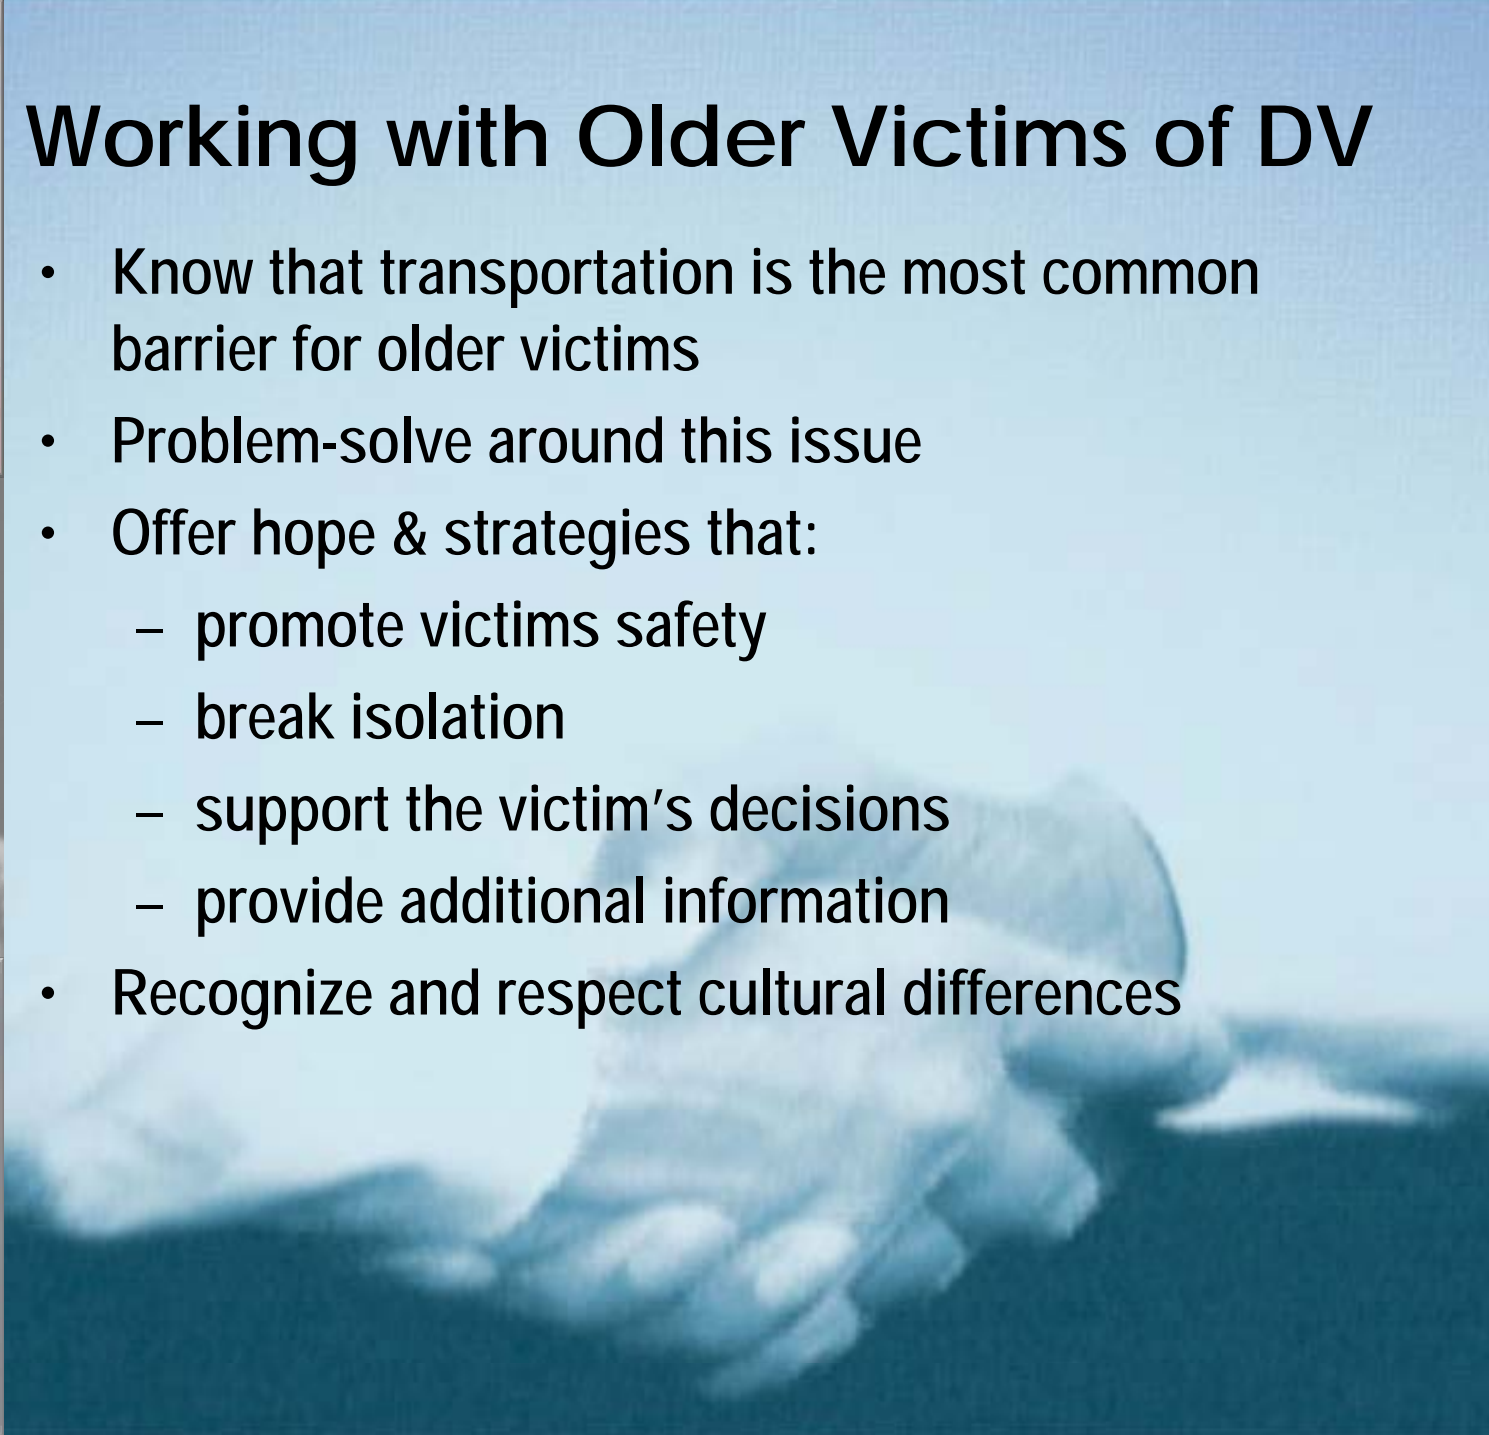 Working with Older Victims of DV
• Know that transportation is the most common
barrier for older victims
• Problem-solve around this issue
• Offer hope & strategies that:
– promote victims safety
– break isolation
– support the victim's decisions
– provide additional information
• Recognize and respect cultural differences